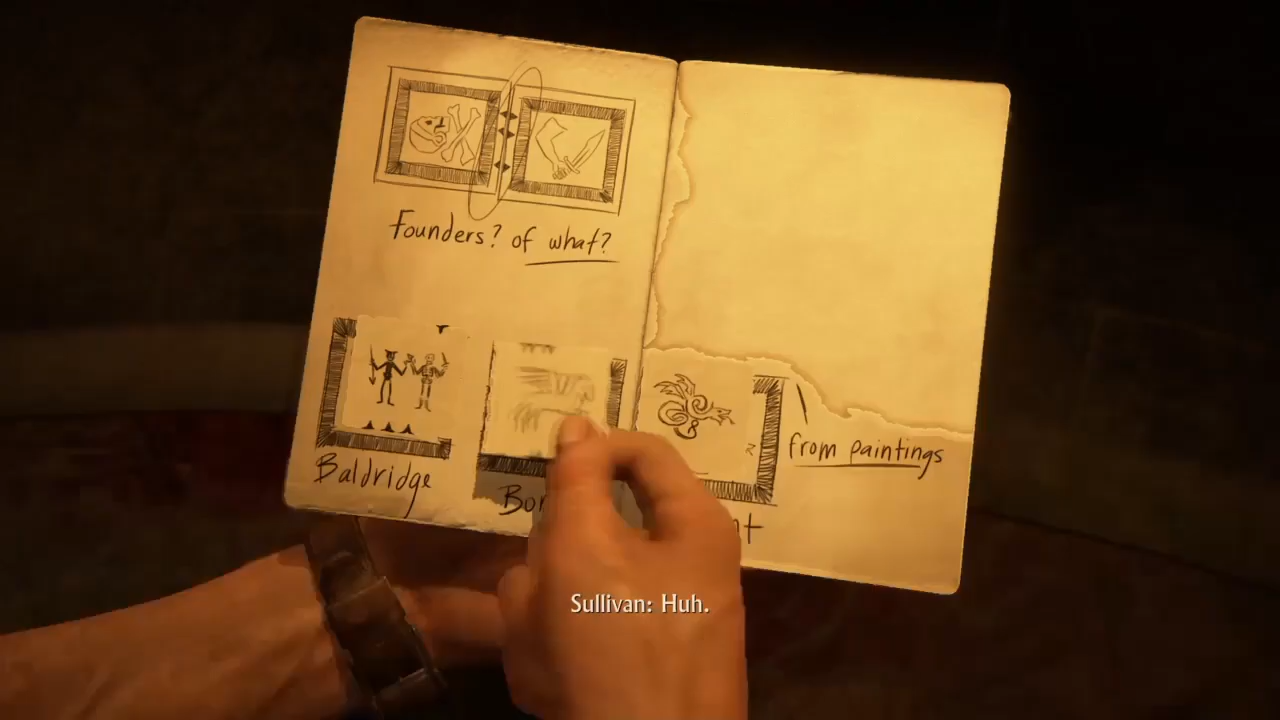 Founders? of what?
Baldridge
from paintings
Sullivan: Huh.